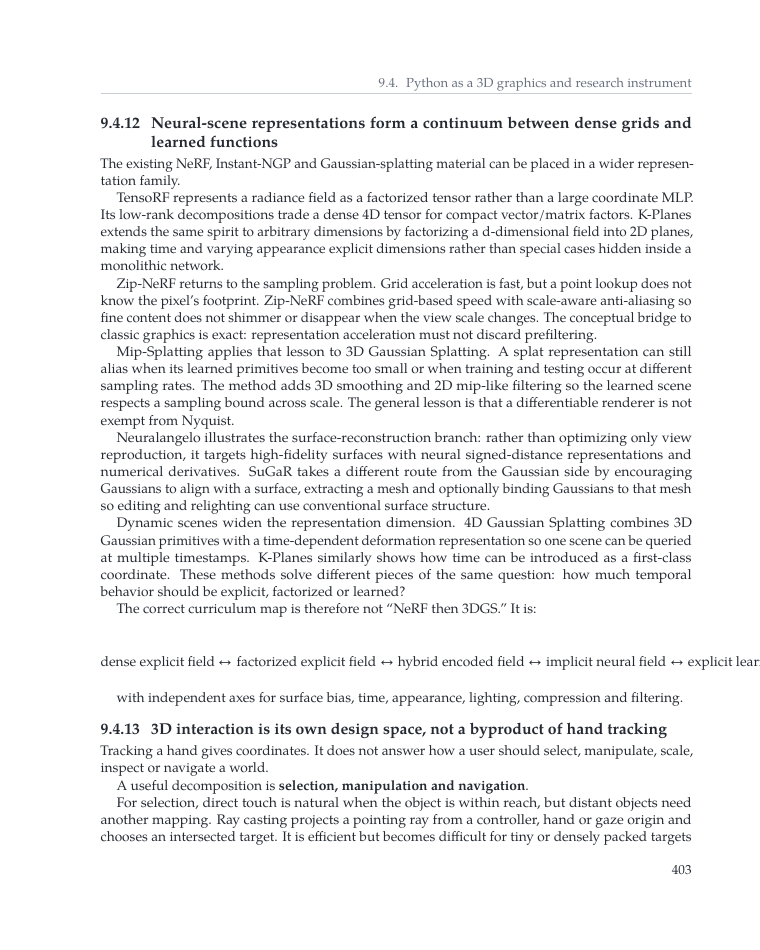 9.4. Python as a 3D graphics and research instrument
9.4.12 Neural-scene representations form a continuum between dense grids and
learned functions
The existing NeRF, Instant-NGP and Gaussian-splatting material can be placed in a wider represen-
tation family.
TensoRF represents a radiance field as a factorized tensor rather than a large coordinate MLP.
Its low-rank decompositions trade a dense 4D tensor for compact vector/matrix factors. K-Planes
extends the same spirit to arbitrary dimensions by factorizing a d-dimensional field into 2D planes,
making time and varying appearance explicit dimensions rather than special cases hidden inside a
monolithic network.
Zip-NeRF returns to the sampling problem. Grid acceleration is fast, but a point lookup does not
know the pixel's footprint. Zip-NeRF combines grid-based speed with scale-aware anti-aliasing so
fine content does not shimmer or disappear when the view scale changes. The conceptual bridge to
classic graphics is exact: representation acceleration must not discard prefiltering.
Mip-Splatting applies that lesson to 3D Gaussian Splatting. A splat representation can still
alias when its learned primitives become too small or when training and testing occur at different
sampling rates. The method adds 3D smoothing and 2D mip-like filtering so the learned scene
respects a sampling bound across scale. The general lesson is that a differentiable renderer is not
exempt from Nyquist.
Neuralangelo illustrates the surface-reconstruction branch: rather than optimizing only view
reproduction, it targets high-fidelity surfaces with neural signed-distance representations and
numerical derivatives. SuGaR takes a different route from the Gaussian side by encouraging
Gaussians to align with a surface, extracting a mesh and optionally binding Gaussians to that mesh
so editing and relighting can use conventional surface structure.
Dynamic scenes widen the representation dimension. 4D Gaussian Splatting combines 3D
Gaussian primitives with a time-dependent deformation representation so one scene can be queried
at multiple timestamps. K-Planes similarly shows how time can be introduced as a first-class
coordinate. These methods solve different pieces of the same question: how much temporal
behavior should be explicit, factorized or learned?
The correct curriculum map is therefore not “NeRF then 3DGS.” It is:
dense explicit field ↔ factorized explicit field ↔ hybrid encoded field ↔ implicit neural field ↔ explicit
with independent axes for surface bias, time, appearance, lighting, compression and filtering.
9.4.13 3D interaction is its own design space, not a byproduct of hand tracking
Tracking a hand gives coordinates. It does not answer how a user should select, manipulate, scale,
inspect or navigate a world.
A useful decomposition is selection, manipulation and navigation.
For selection, direct touch is natural when the object is within reach, but distant objects need
another mapping. Ray casting projects a pointing ray from a controller, hand or gaze origin and
chooses an intersected target. It is efficient but becomes difficult for tiny or densely packed targets
403